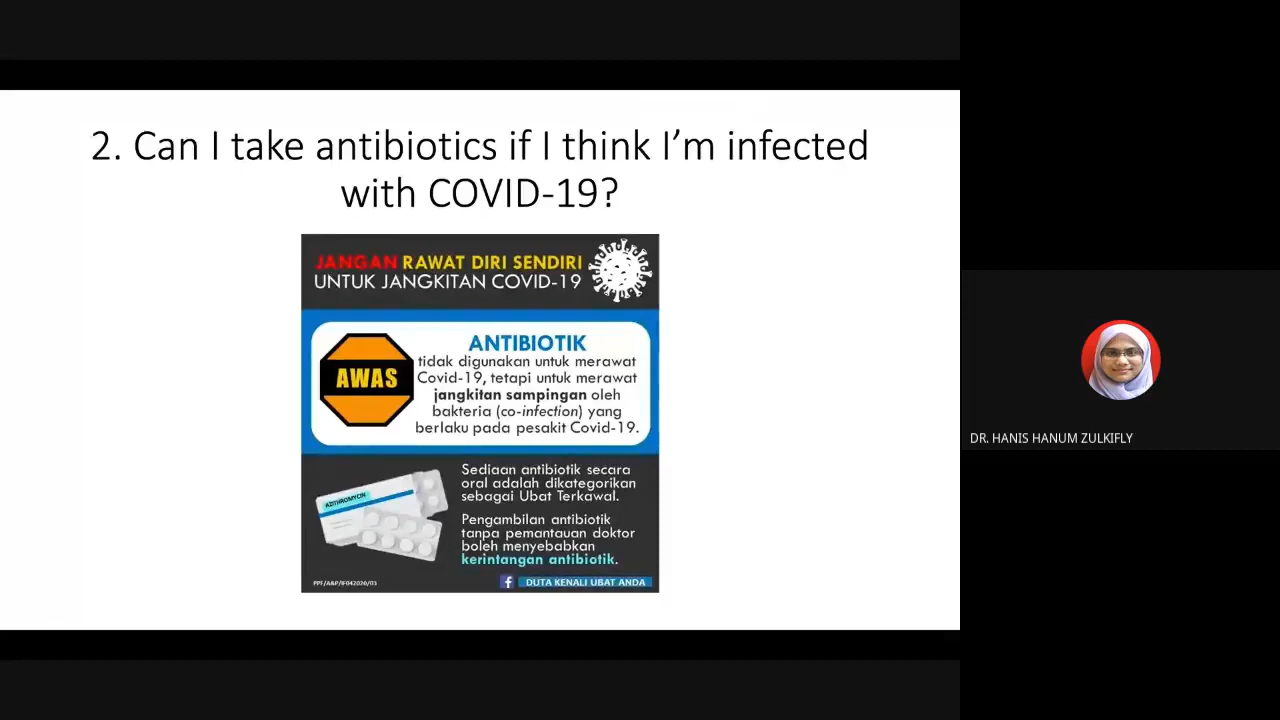 2. Can I take antibiotics if I think I’m infected
with COVID-19?
JANGAN RAWAT DIRI SENDIRI
UNTUK JANGKITAN COVID-19
AWAS
ANTIBIOTIK
tidak digunakan untuk merawat
Covid-19, tetapi untuk merawat
jangkitan sampingan oleh
bakteria (co-infection) yang
berlaku pada pesakit Covid-19.
AZITHROMYCIN
Sediaan antibiotik secara
oral adalah dikategorikan
sebagai Ubat Terkawal.
Pengambilan antibiotik
tanpa pemantauan doktor
boleh menyebabkan
kerintangan antibiotik.
DUTA KENALI UBAT ANDA
DR. HANIS HANUM ZULKIFLY